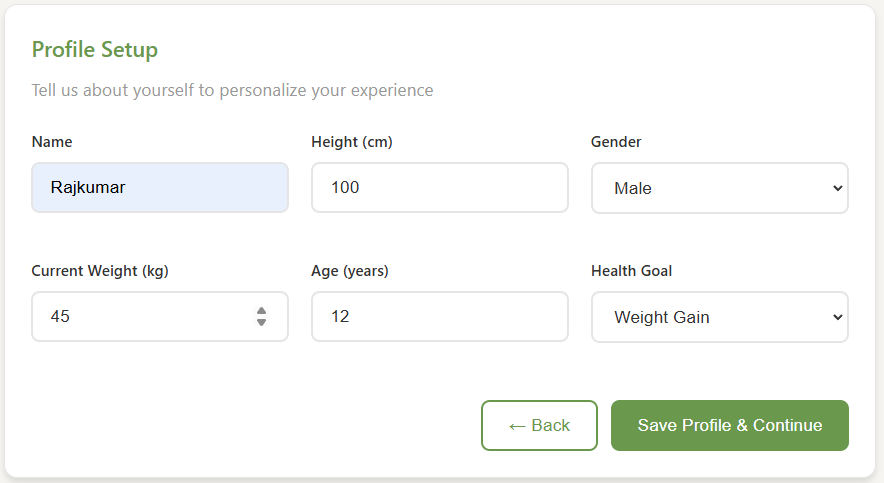 Profile Setup
Tell us about yourself to personalize your experience
Name Height (cm) Gender
Rajkumar 100 Male
Current Weight (kg) Age (years) Health Goal
45 12 Weight Gain
← Back Save Profile & Continue